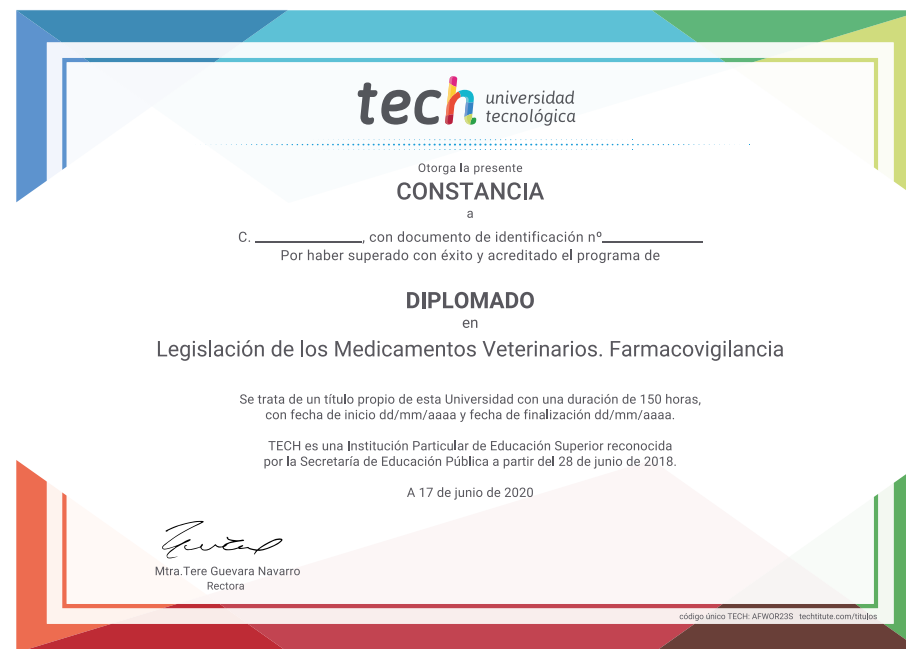 tech universidad
tecnológica
Otorga la presente
CONSTANCIA
a
C. ____________, con documento de identificación nº____________
Por haber superado con éxito y acreditado el programa de
DIPLOMADO
en
Legislación de los Medicamentos Veterinarios. Farmacovigilancia
Se trata de un título propio de esta Universidad con una duración de 150 horas,
con fecha de inicio dd/mm/aaaa y fecha de finalización dd/mm/aaaa.
TECH es una Institución Particular de Educación Superior reconocida
por la Secretaría de Educación Pública a partir del 28 de junio de 2018.
A 17 de junio de 2020
Mtra.Tere Guevara Navarro
Rectora
código único TECH: AFWOR23S techtitute.com/titulos